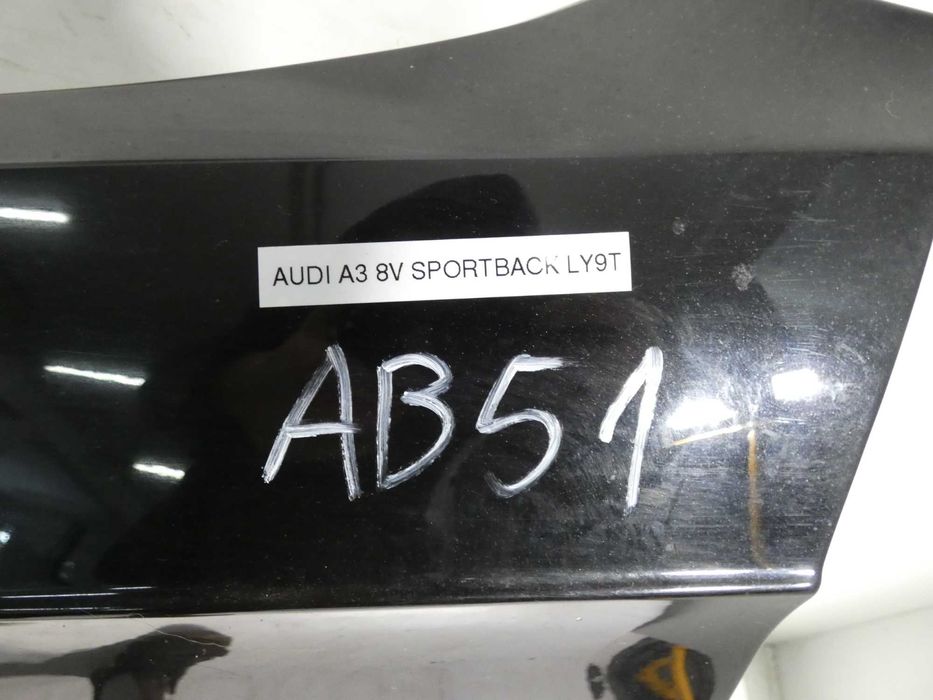 AUDI A3 8V SPORTBACK LY9T
AB51